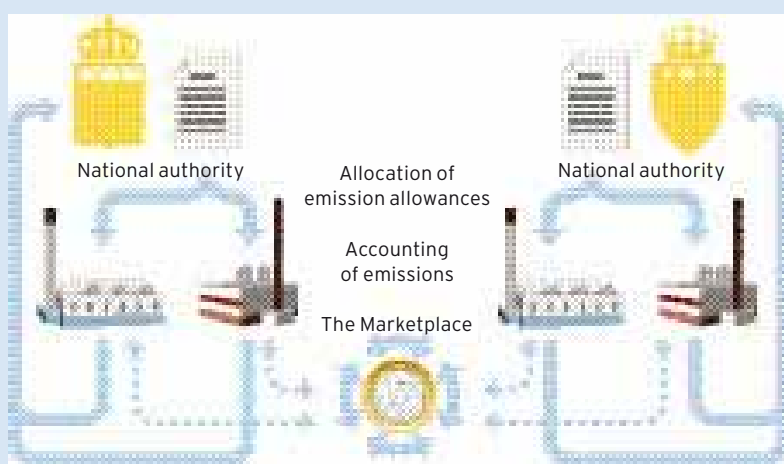 National authority
Allocation of
emission allowances
National authority
Accounting
of emissions
The Marketplace